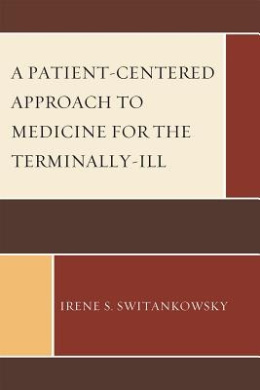 A PATIENT-CENTERED
APPROACH TO
MEDICINE FOR THE
TERMINALLY-ILL
IRENE S. SWITANKOWSKY